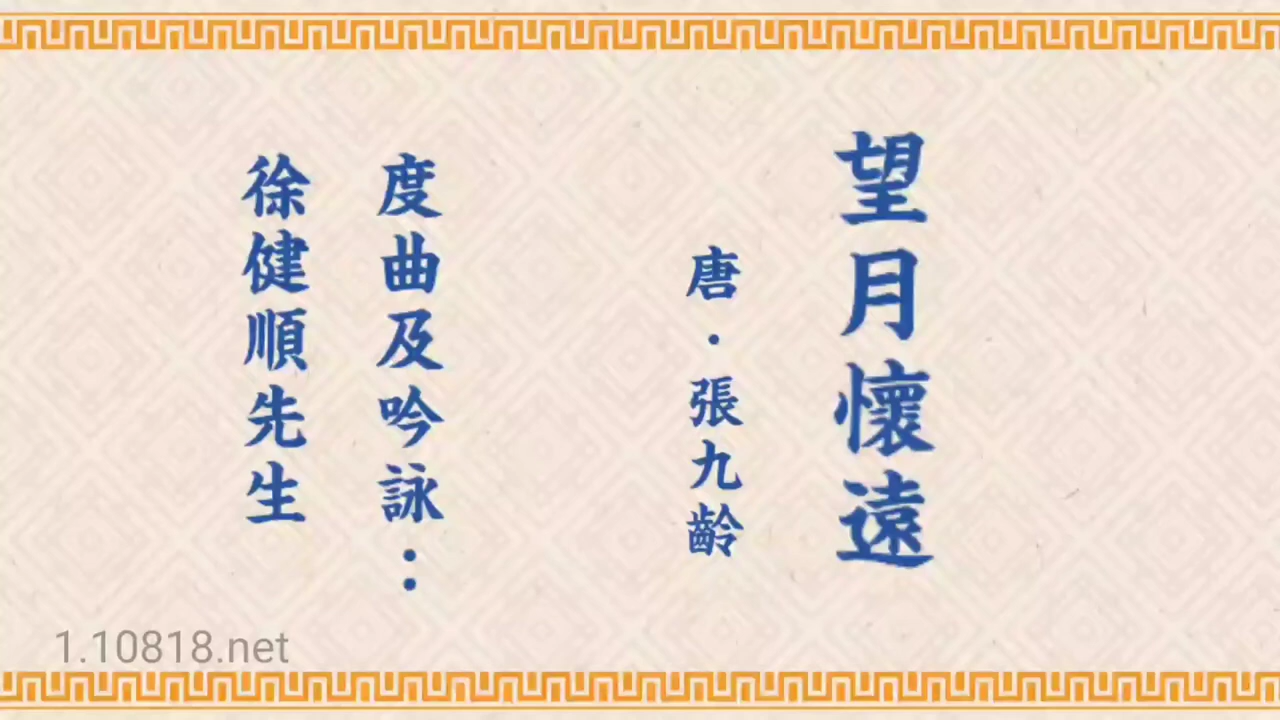 望月懷遠
唐·張九齡
度曲及吟詠：
徐健順先生
1.10818.net